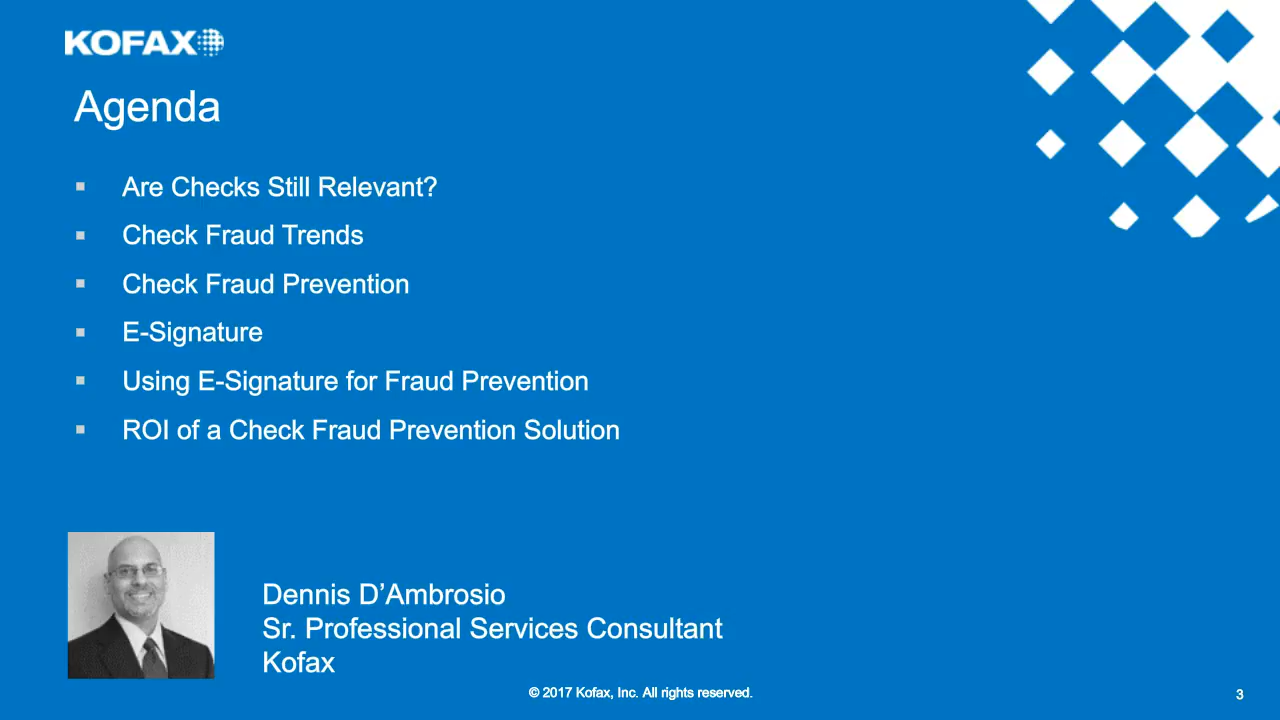 KOFAX
Agenda
Are Checks Still Relevant?
Check Fraud Trends
Check Fraud Prevention
E-Signature
Using E-Signature for Fraud Prevention
ROI of a Check Fraud Prevention Solution
Dennis D’Ambrosio
Sr. Professional Services Consultant
Kofax
© 2017 Kofax, Inc. All rights reserved.
3